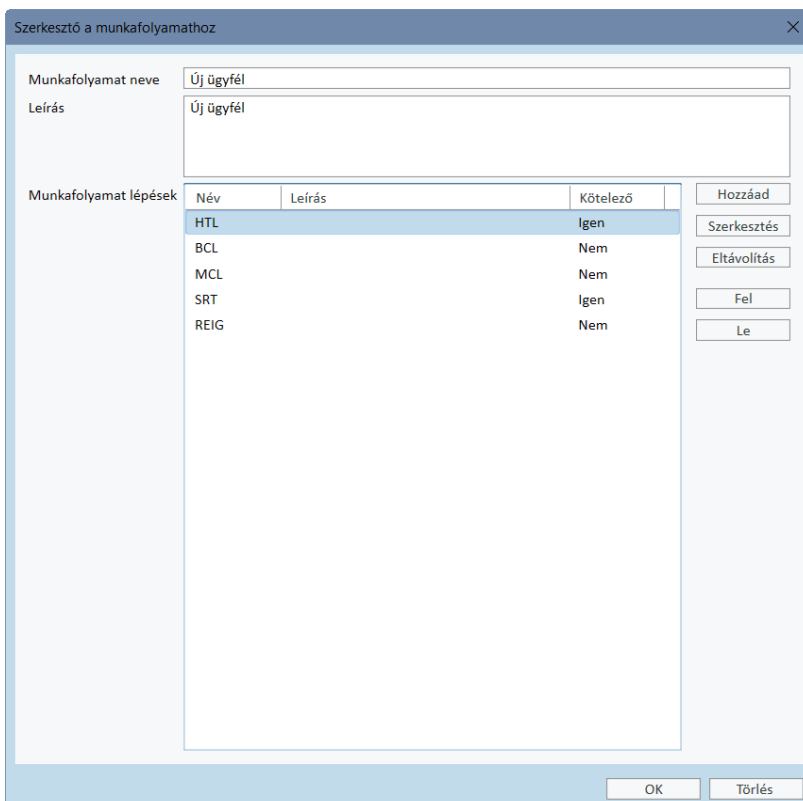 Szerkesztő a munkafolyamathoz
Munkafolyamat neve Új ügyfél
Leírás Új ügyfél
Munkafolyamat lépések
Név Leírás Kötelező
HTL Igen
BCL Nem
MCL Nem
SRT Igen
REIG Nem
Hozzáad
Szerkesztés
Eltávolítás
Fel
Le
OK Törlés